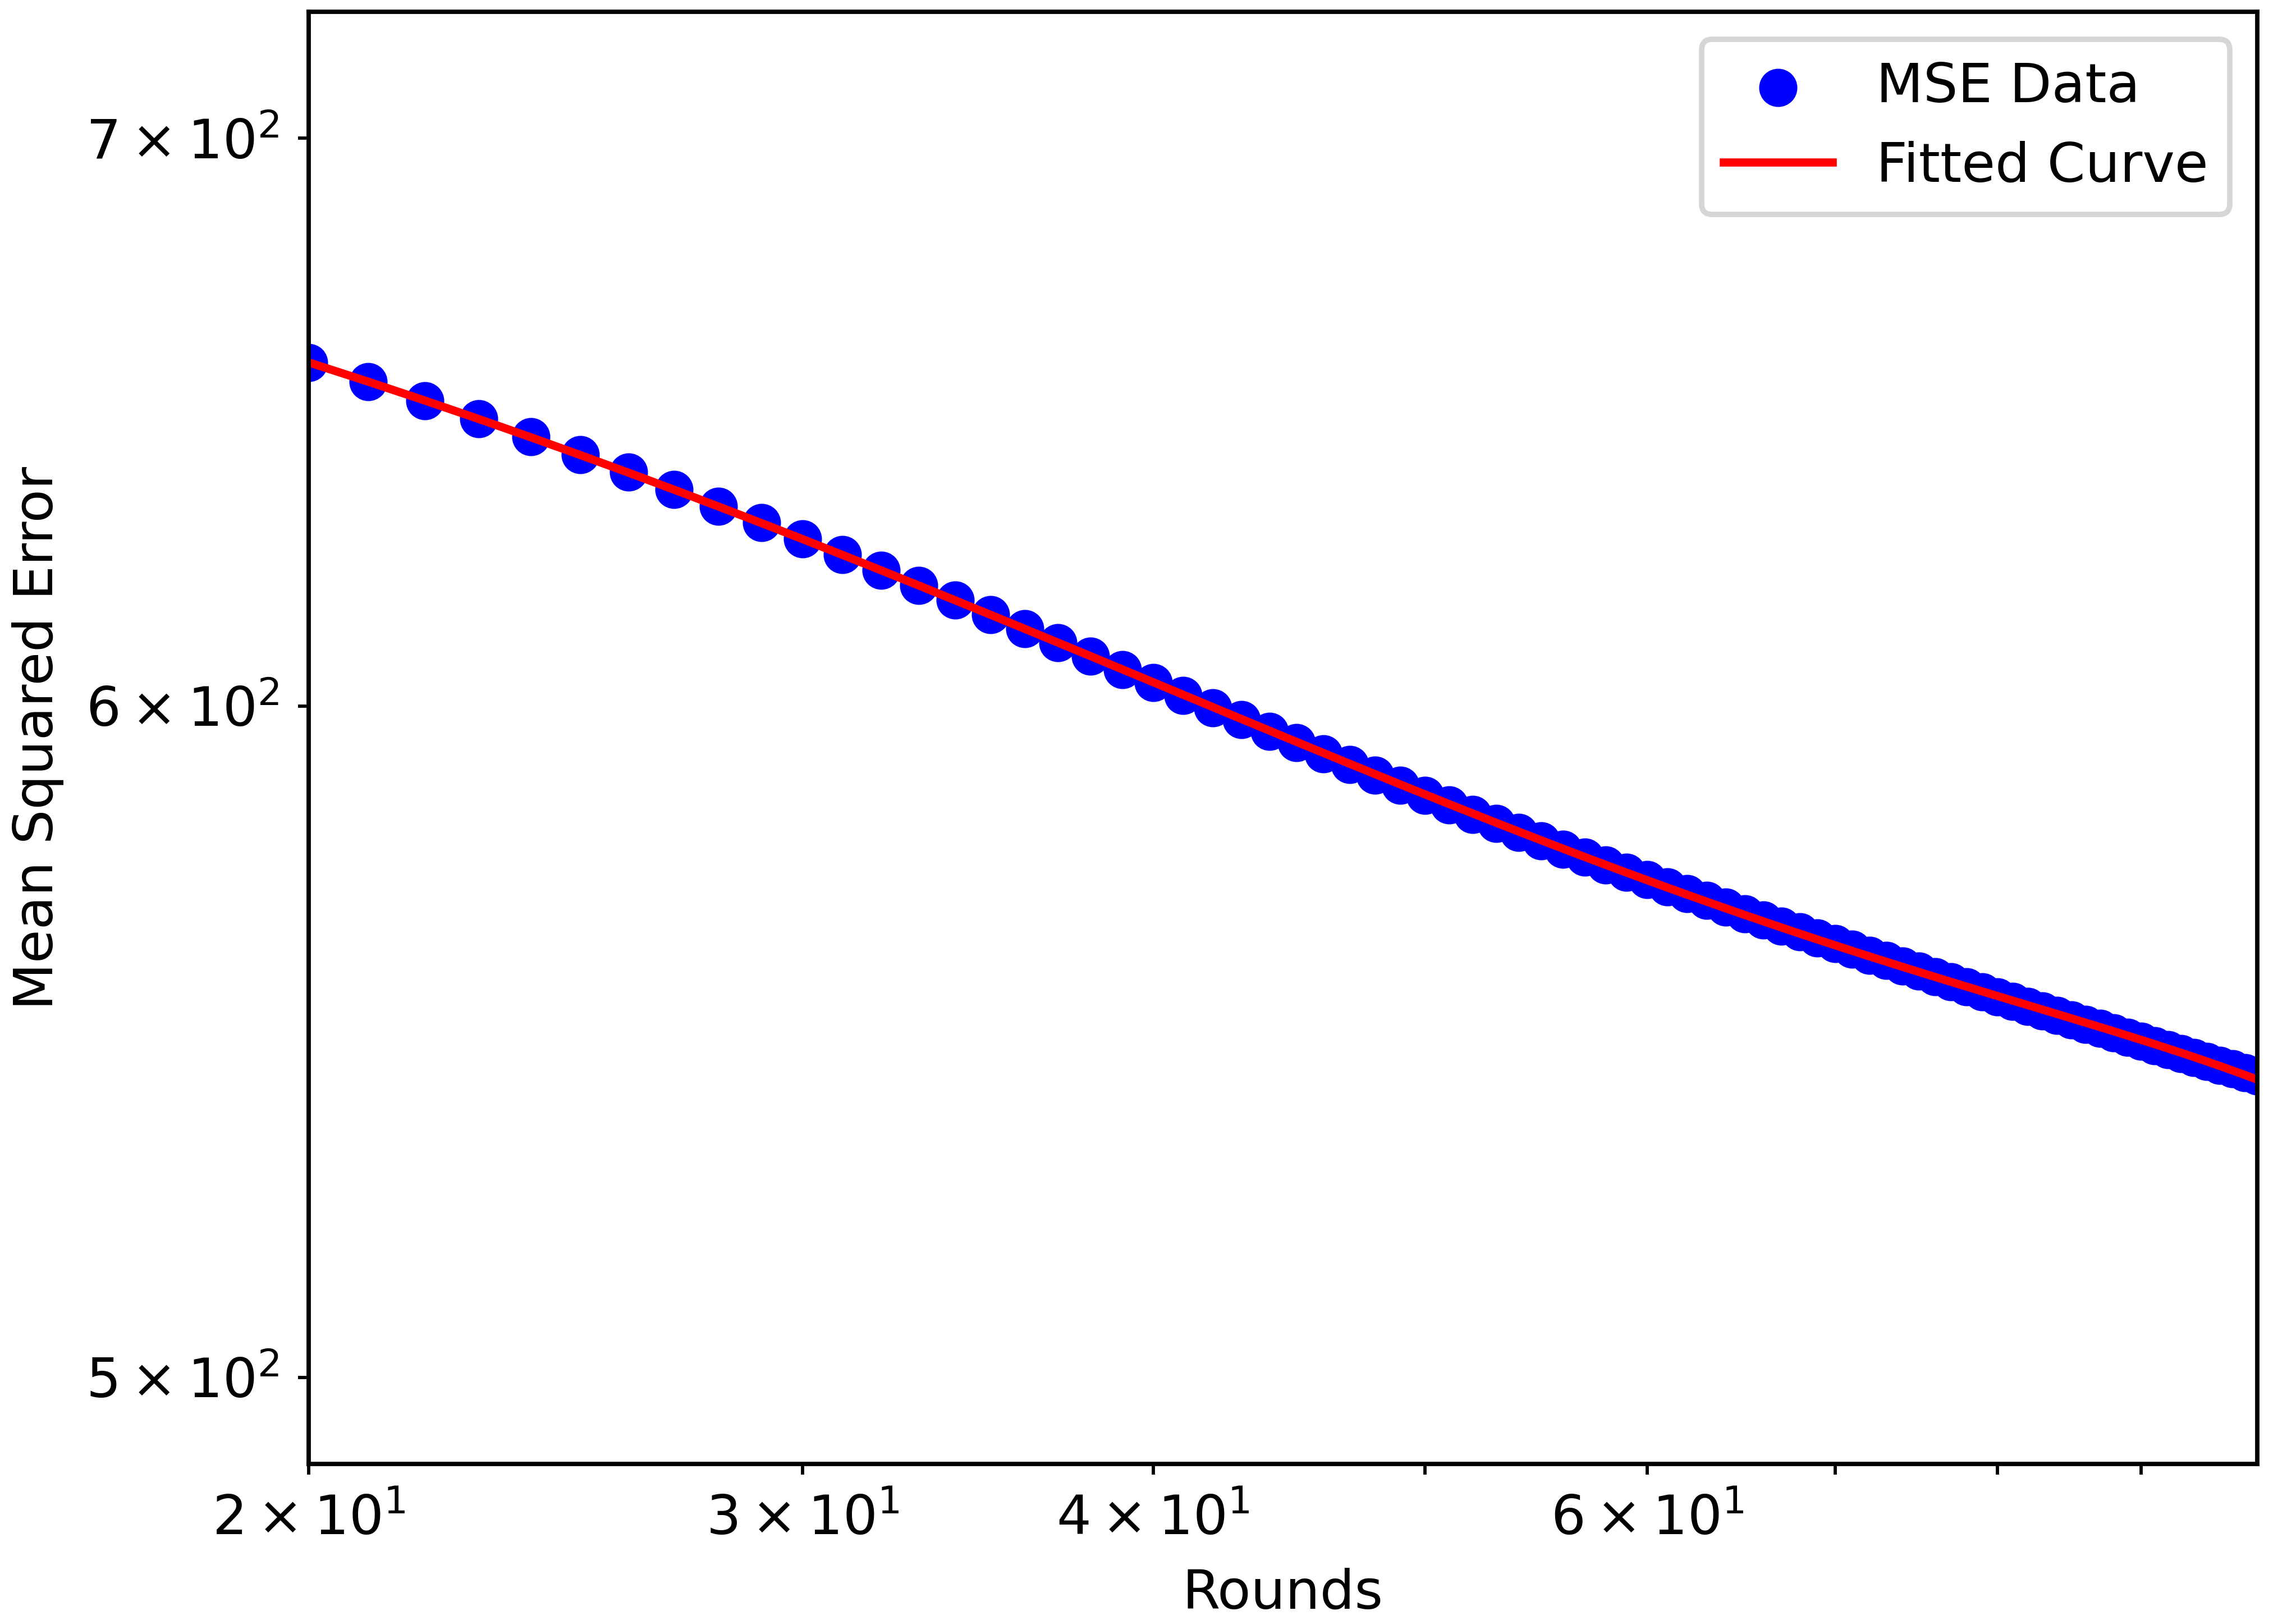 MSE Data
Fitted Curve
7 × 10²
6 × 10²
5 × 10²
Mean Squared Error
2 × 10¹ 3 × 10¹ 4 × 10¹ 6 × 10¹
Rounds